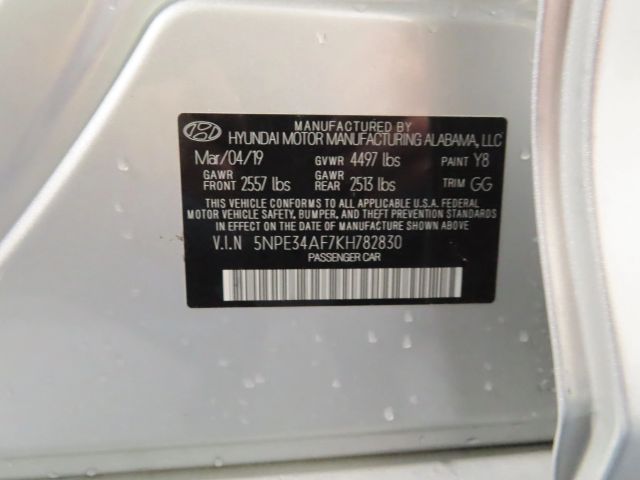 MANUFACTURED BY
HYUNDAI MOTOR MANUFACTURING ALABAMA, LLC
Mar/04/19 GVWR 4497 lbs PAINT Y8
GAWR FRONT 2557 lbs GAWR REAR 2513 lbs TRIM GG
THIS VEHICLE CONFORMS TO ALL APPLICABLE U.S.A. FEDERAL
MOTOR VEHICLE SAFETY, BUMPER, AND THEFT PREVENTION STANDARDS
IN EFFECT ON THE DATE OF MANUFACTURE SHOWN ABOVE
V.I.N 5NPE34AF7KH782830
PASSENGER CAR